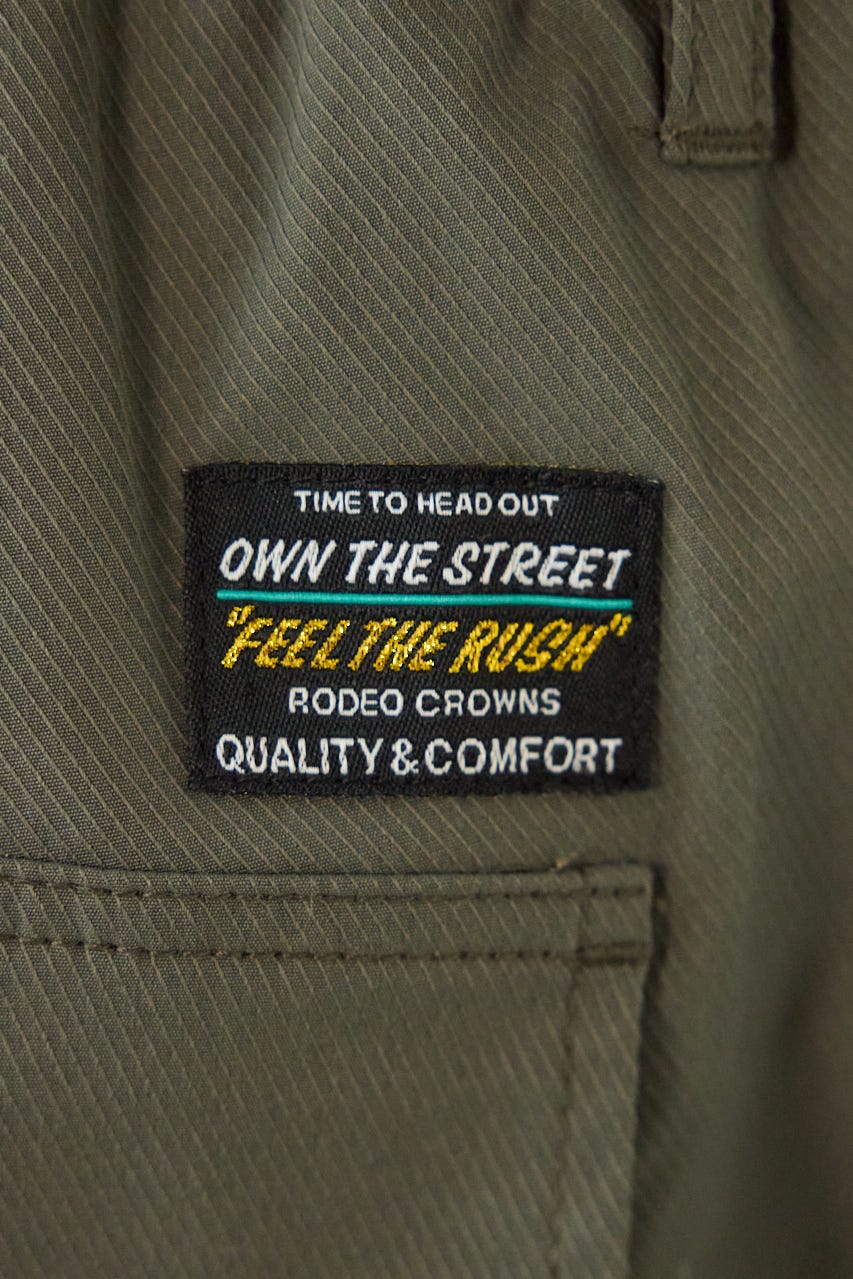 TIME TO HEAD OUT
OWN THE STREET
"FEEL THE RUSH"
RODEO CROWNS
QUALITY & COMFORT